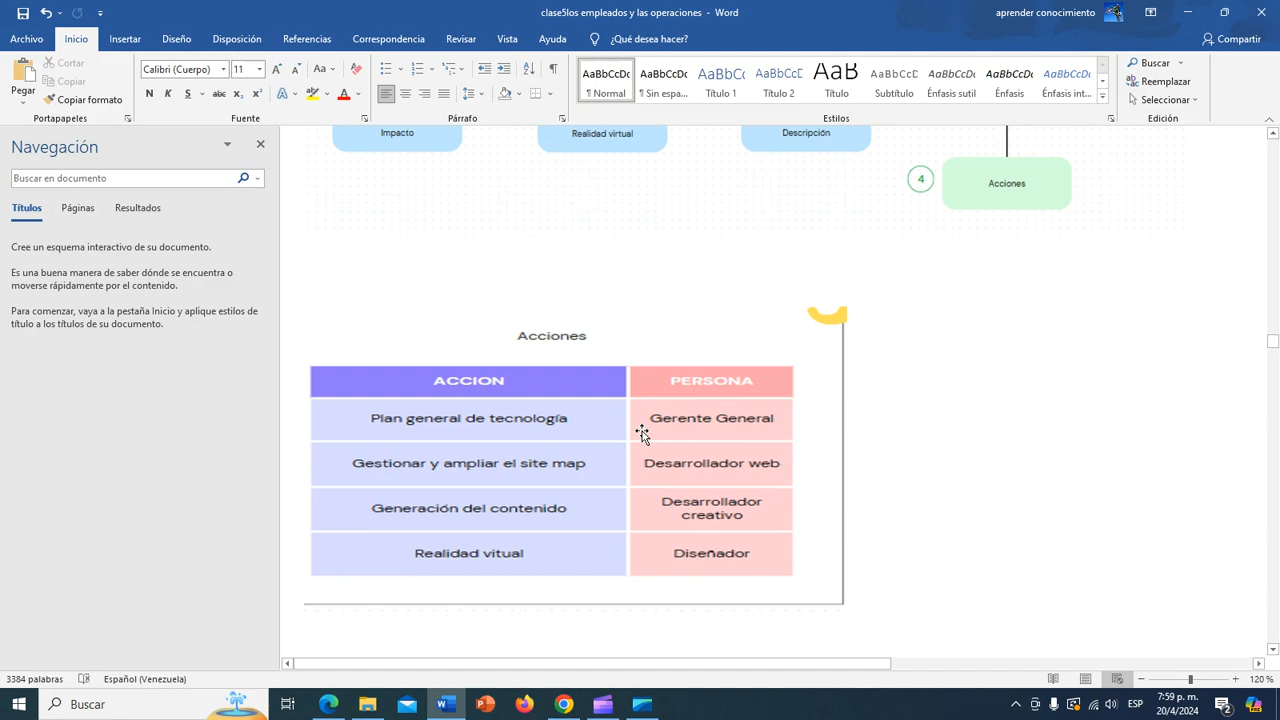 clase5los empleados y las operaciones - Word
aprender conocimiento
Archivo Inicio Insertar Diseño Disposición Referencias Correspondencia Revisar Vista Ayuda ¿Qué desea hacer? Compartir
Pegar
Cortar
Copiar
Copiar formato
Portapapeles
Calibri (Cuerpo) 11
Aa
N K S abc A ab A
Fuente
Párrafo
AaBbCcDc AaBbCcDc AaBbCc AaBbCcD AaB AaBbCcD AaBbCcDc AaBbCcDc AaBbCcDc
¶ Normal ¶ Sin espa... Título 1 Título 2 Título Subtítulo Énfasis sutil Énfasis Énfasis int...
Estilos
Buscar
Reemplazar
Seleccionar
Edición
Navegación
Buscar en documento
Títulos Páginas Resultados
Cree un esquema interactivo de su documento.
Es una buena manera de saber dónde se encuentra o
moverse rápidamente por el contenido.
Para comenzar, vaya a la pestaña Inicio y aplique estilos de
título a los títulos de su documento.
Impacto Realidad virtual Descripción
4 Acciones
Acciones
ACCION PERSONA
Plan general de tecnología Gerente General
Gestionar y ampliar el site map Desarrollador web
Generación del contenido Desarrollador
creativo
Realidad vitual Diseñador
3384 palabras Español (Venezuela) 120 %
Buscar
ESP
7:59 p. m.
20/4/2024
2